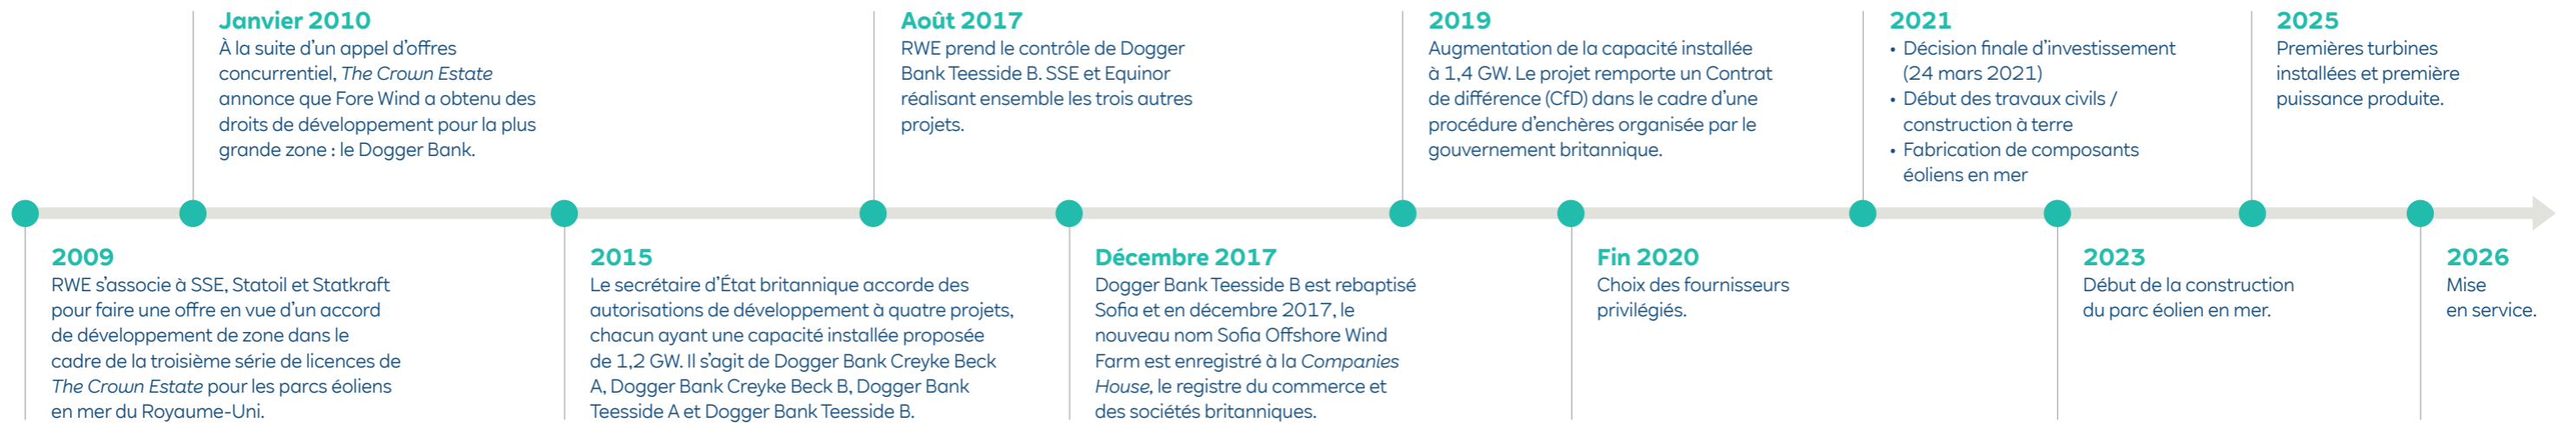 Janvier 2010
À la suite d'un appel d'offres
concurrentiel, The Crown Estate
annonce que Fore Wind a obtenu des
droits de développement pour la plus
grande zone : le Dogger Bank.
Août 2017
RWE prend le contrôle de Dogger
Bank Teesside B. SSE et Equinor
réalisant ensemble les trois autres
projets.
2019
Augmentation de la capacité installée
à 1,4 GW. Le projet remporte un Contrat
de différence (CfD) dans le cadre d'une
procédure d'enchères organisée par le
gouvernement britannique.
2021
• Décision finale d'investissement
(24 mars 2021)
• Début des travaux civils /
construction à terre
• Fabrication de composants
éoliens en mer
2025
Premières turbines
installées et première
puissance produite.
2009
RWE s'associe à SSE, Statoil et Statkraft
pour faire une offre en vue d'un accord
de développement de zone dans le
cadre de la troisième série de licences de
The Crown Estate pour les parcs éoliens
en mer du Royaume-Uni.
2015
Le secrétaire d'État britannique accorde des
autorisations de développement à quatre projets,
chacun ayant une capacité installée proposée
de 1,2 GW. Il s'agit de Dogger Bank Creyke Beck
A, Dogger Bank Creyke Beck B, Dogger Bank
Teesside A et Dogger Bank Teesside B.
Décembre 2017
Dogger Bank Teesside B est rebaptisé
Sofia et en décembre 2017, le
nouveau nom Sofia Offshore Wind
Farm est enregistré à la Companies
House, le registre du commerce et
des sociétés britanniques.
Fin 2020
Choix des fournisseurs
privilégiés.
2023
Début de la construction
du parc éolien en mer.
2026
Mise
en service.